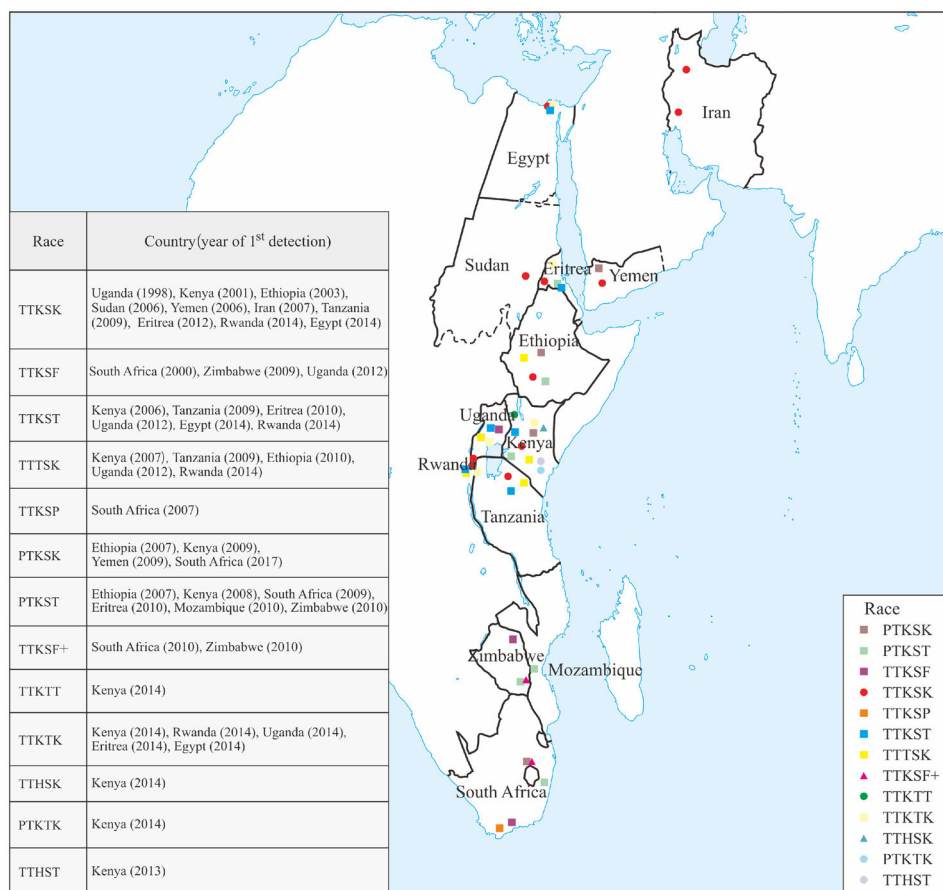 Race Country(year of 1st detection)
TTKSK
Uganda (1998), Kenya (2001), Ethiopia (2003),
Sudan (2006), Yemen (2006), Iran (2007), Tanzania
(2009), Eritrea (2012), Rwanda (2014), Egypt (2014)
TTKSF
South Africa (2000), Zimbabwe (2009), Uganda (2012)
TTKST
Kenya (2006), Tanzania (2009), Eritrea (2010),
Uganda (2012), Egypt (2014), Rwanda (2014)
TTTSK
Kenya (2007), Tanzania (2009), Ethiopia (2010),
Uganda (2012), Rwanda (2014)
TTKSP
South Africa (2007)
PTKSK
Ethiopia (2007), Kenya (2009),
Yemen (2009), South Africa (2017)
PTKST
Ethiopia (2007), Kenya (2008), South Africa (2009),
Eritrea (2010), Mozambique (2010), Zimbabwe (2010)
TTKSF+
South Africa (2010), Zimbabwe (2010)
TTKTT
Kenya (2014)
TTKTK
Kenya (2014), Rwanda (2014), Uganda (2014),
Eritrea (2014), Egypt (2014)
TTHSK
Kenya (2014)
PTKTK
Kenya (2014)
TTHST
Kenya (2013)
Iran
Egypt
Sudan
Eritrea
Yemen
Ethiopia
Uganda
Kenya
Rwanda
Tanzania
Zimbabwe
Mozambique
South Africa
Race
PTKSK
PTKST
TTKSF
TTKSK
TTKSP
TTKST
TTTSK
TTKSF+
TTKTT
TTKTK
TTHSK
PTKTK
TTHST